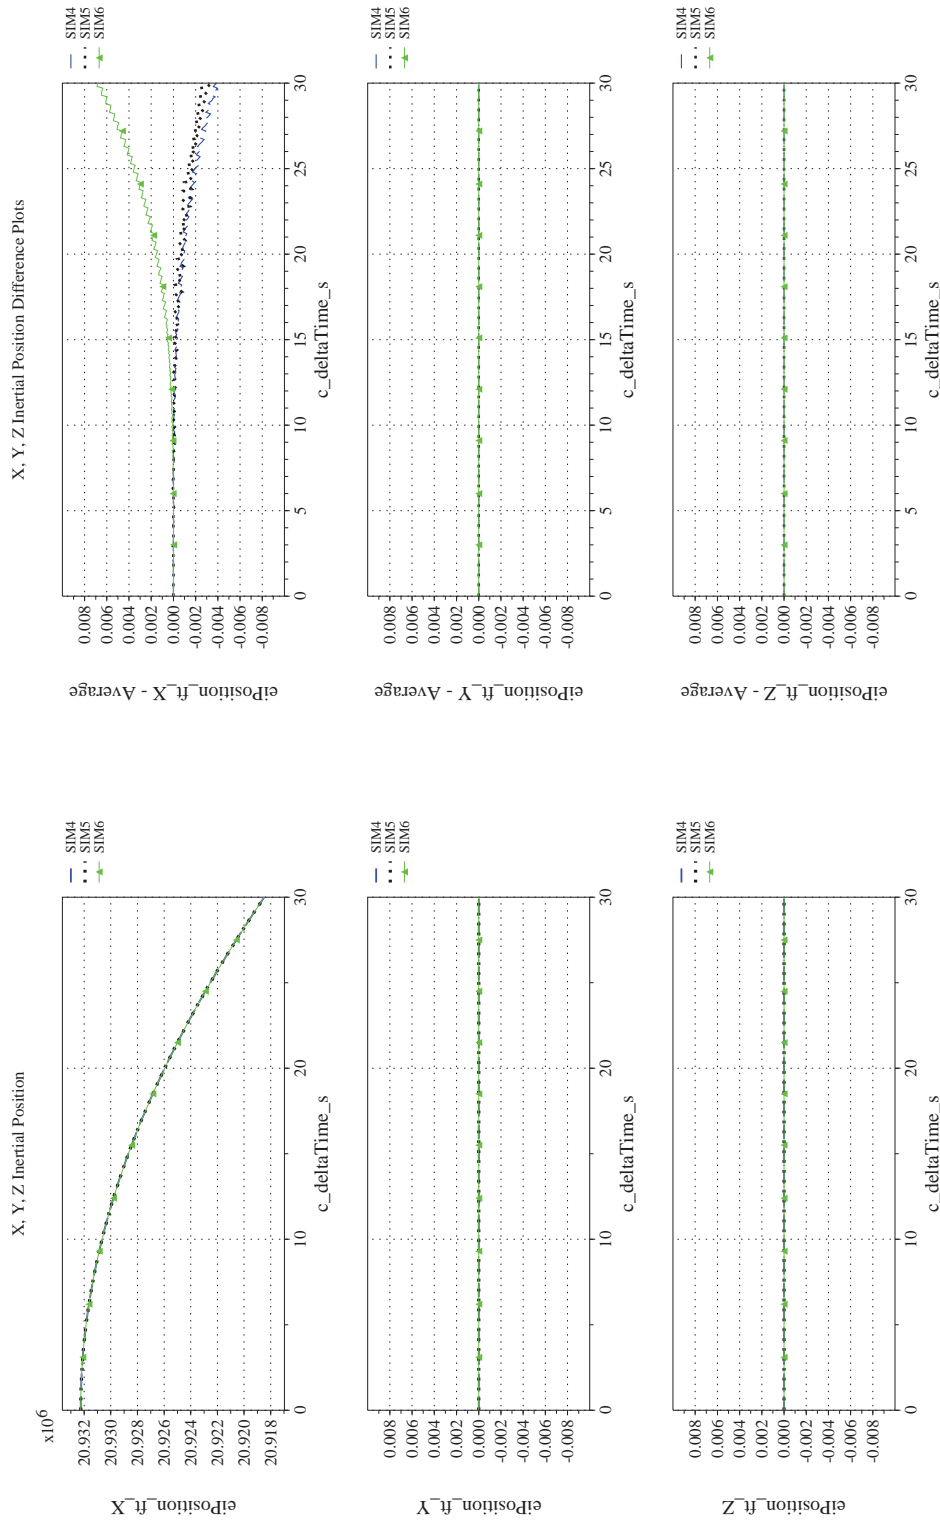 X, Y, Z Inertial Position
x10⁶
eiPosition_ft_X
20.932
20.930
20.928
20.926
20.924
20.922
20.920
20.918
0
10
20
30
c_deltaTime_s
SIM4
SIM5
SIM6
eiPosition_ft_Y
0.008
0.006
0.004
0.002
0.000
-0.002
-0.004
-0.006
-0.008
0
10
20
30
c_deltaTime_s
SIM4
SIM5
SIM6
eiPosition_ft_Z
0.008
0.006
0.004
0.002
0.000
-0.002
-0.004
-0.006
-0.008
0
10
20
30
c_deltaTime_s
SIM4
SIM5
SIM6
X, Y, Z Inertial Position Difference Plots
eiPosition_ft_X - Average
0.008
0.006
0.004
0.002
0.000
-0.002
-0.004
-0.006
-0.008
0
5
10
15
20
25
30
c_deltaTime_s
SIM4
SIM5
SIM6
eiPosition_ft_Y - Average
0.008
0.006
0.004
0.002
0.000
-0.002
-0.004
-0.006
-0.008
0
5
10
15
20
25
30
c_deltaTime_s
SIM4
SIM5
SIM6
eiPosition_ft_Z - Average
0.008
0.006
0.004
0.002
0.000
-0.002
-0.004
-0.006
-0.008
0
5
10
15
20
25
30
c_deltaTime_s
SIM4
SIM5
SIM6